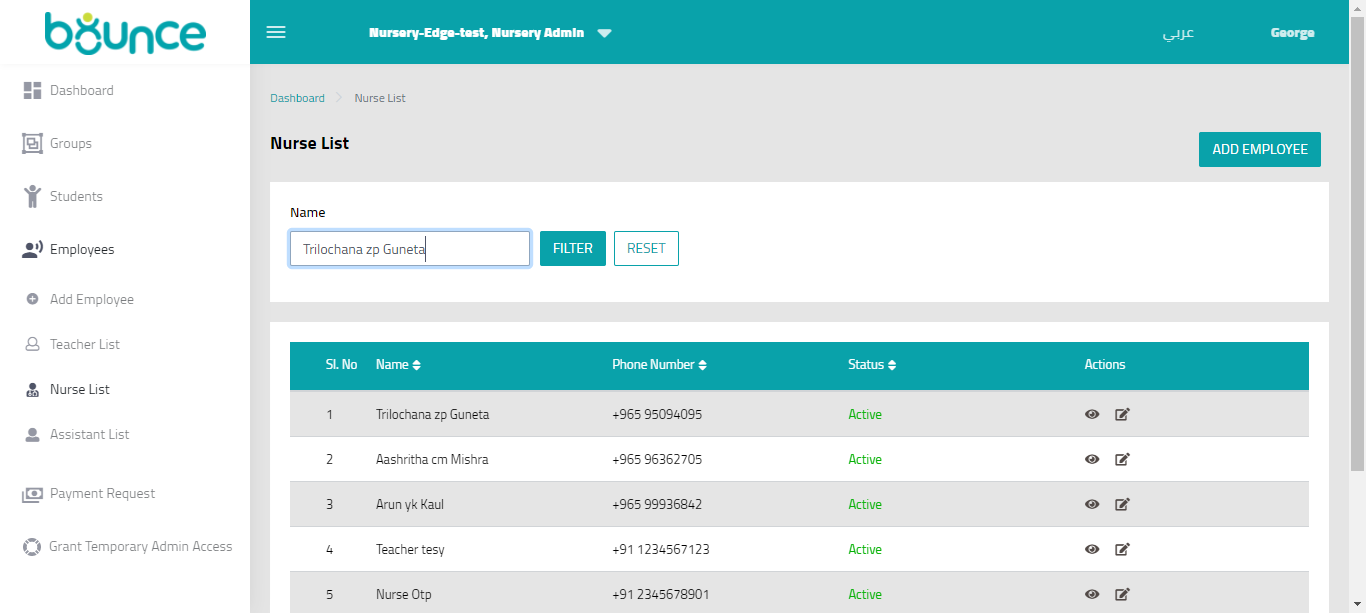 bounce
Nursery-Edge-test, Nursery Admin
عربي
George
Dashboard
Groups
Students
Employees
Add Employee
Teacher List
Nurse List
Assistant List
Payment Request
Grant Temporary Admin Access
Dashboard Nurse List
Nurse List
ADD EMPLOYEE
Name
Trilochana zp Guneta FILTER RESET
Sl. No Name Phone Number Status Actions
1 Trilochana zp Guneta +965 95094095 Active
2 Aashritha cm Mishra +965 96362705 Active
3 Arun yk Kaul +965 99936842 Active
4 Teacher tesy +91 1234567123 Active
5 Nurse Otp +91 2345678901 Active